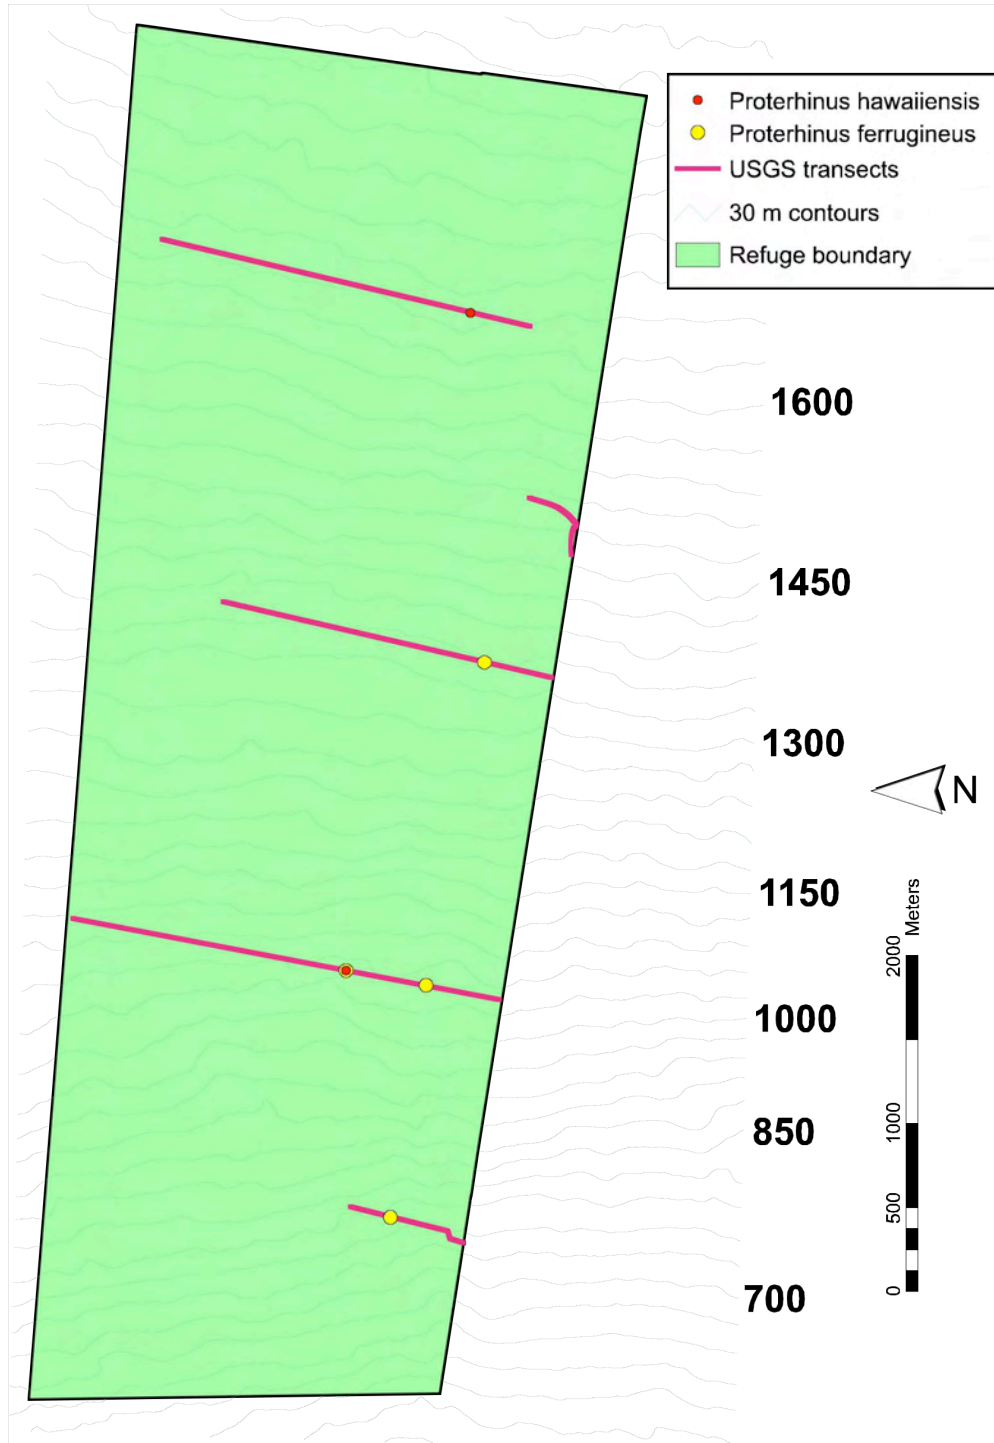 Proterhinus hawaiiensis
Proterhinus ferrugineus
USGS transects
30 m contours
Refuge boundary
1600
1450
1300
N
1150
Meters
2000
1000
1000
850
500
0
700